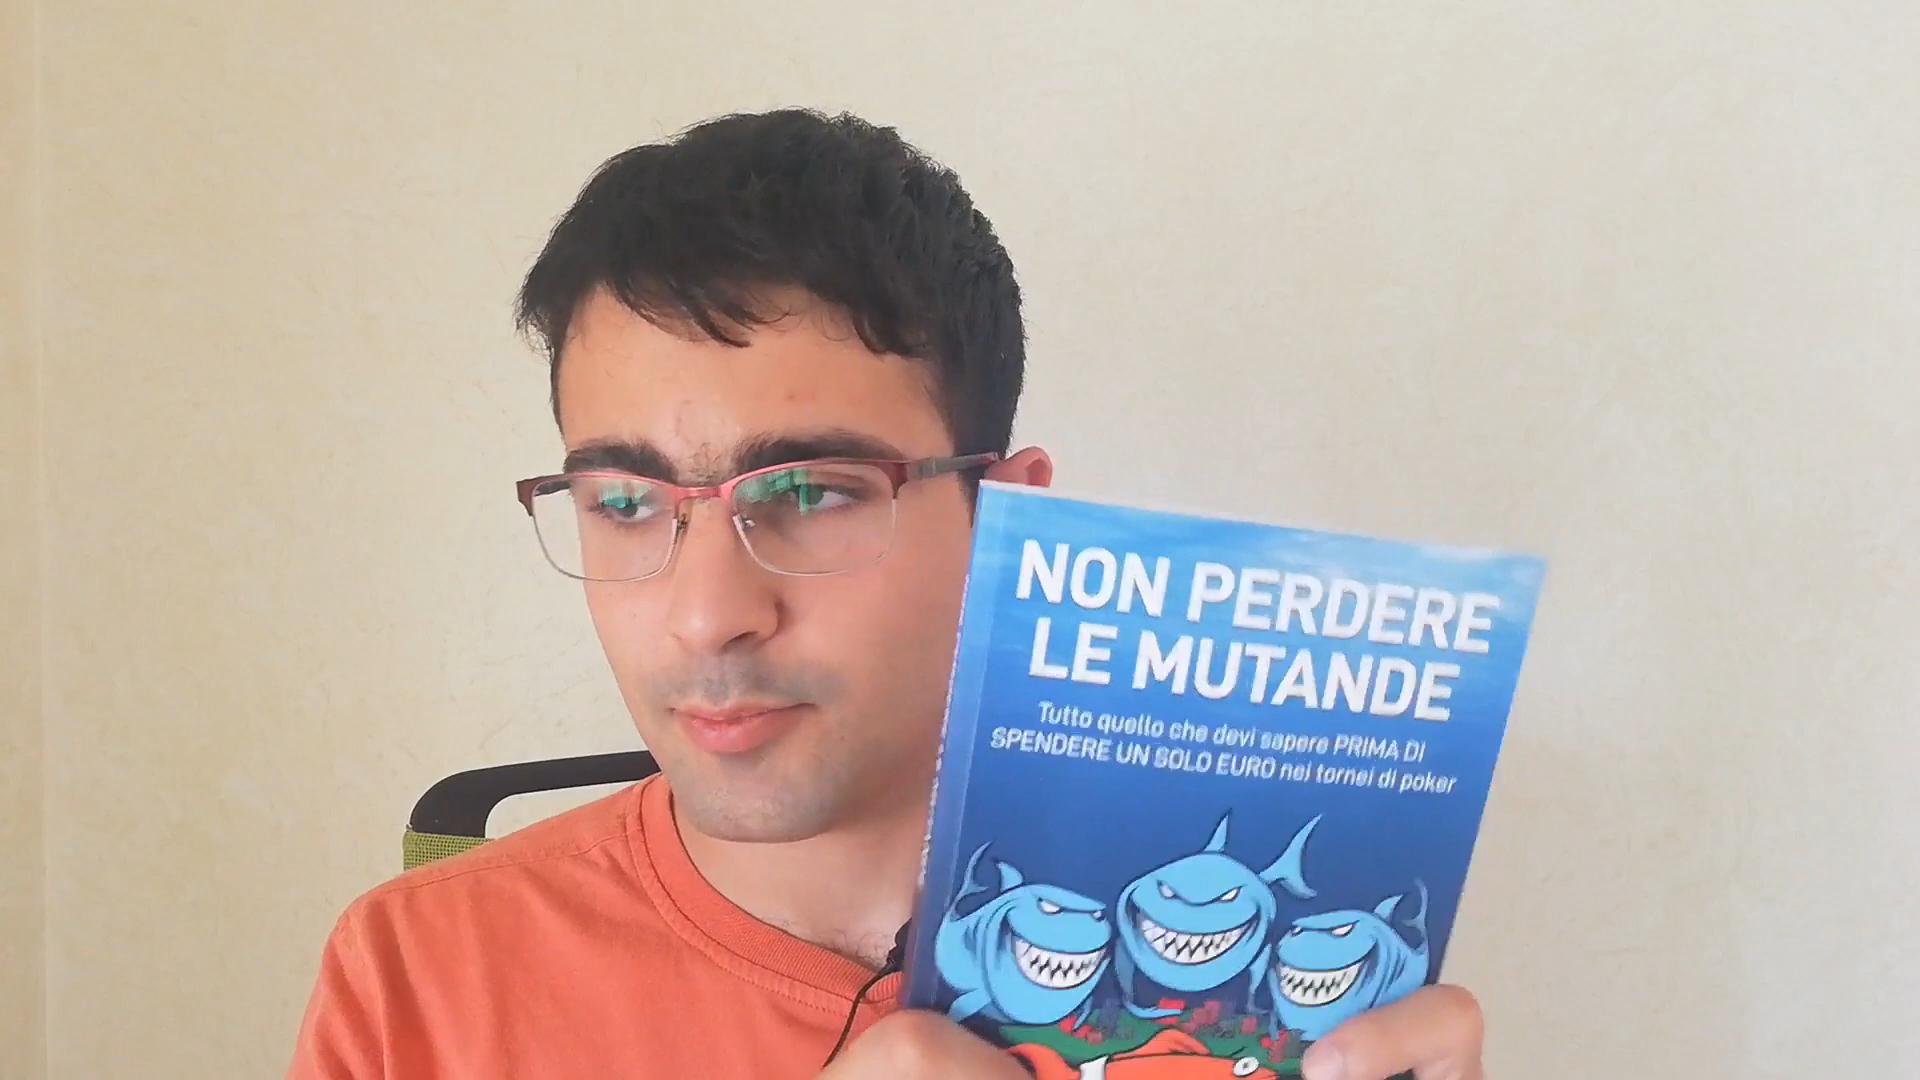 NON PERDERE
LE MUTANDE
Tutto quello che devi sapere PRIMA DI
SPENDERE UN SOLO EURO nei tornei di poker